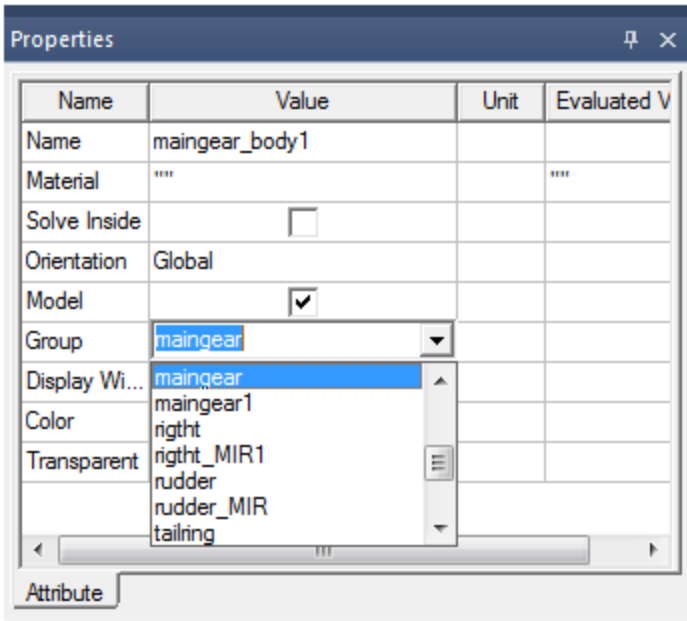 Properties
Name Value Unit Evaluated V
Name maingear_body1
Material "" ""
Solve Inside
Orientation Global
Model
Group maingear
Display Wi... maingear
maingear1
Color
rigtht
Transparent rigtht_MIR1
rudder
rudder_MIR
tailring
Attribute